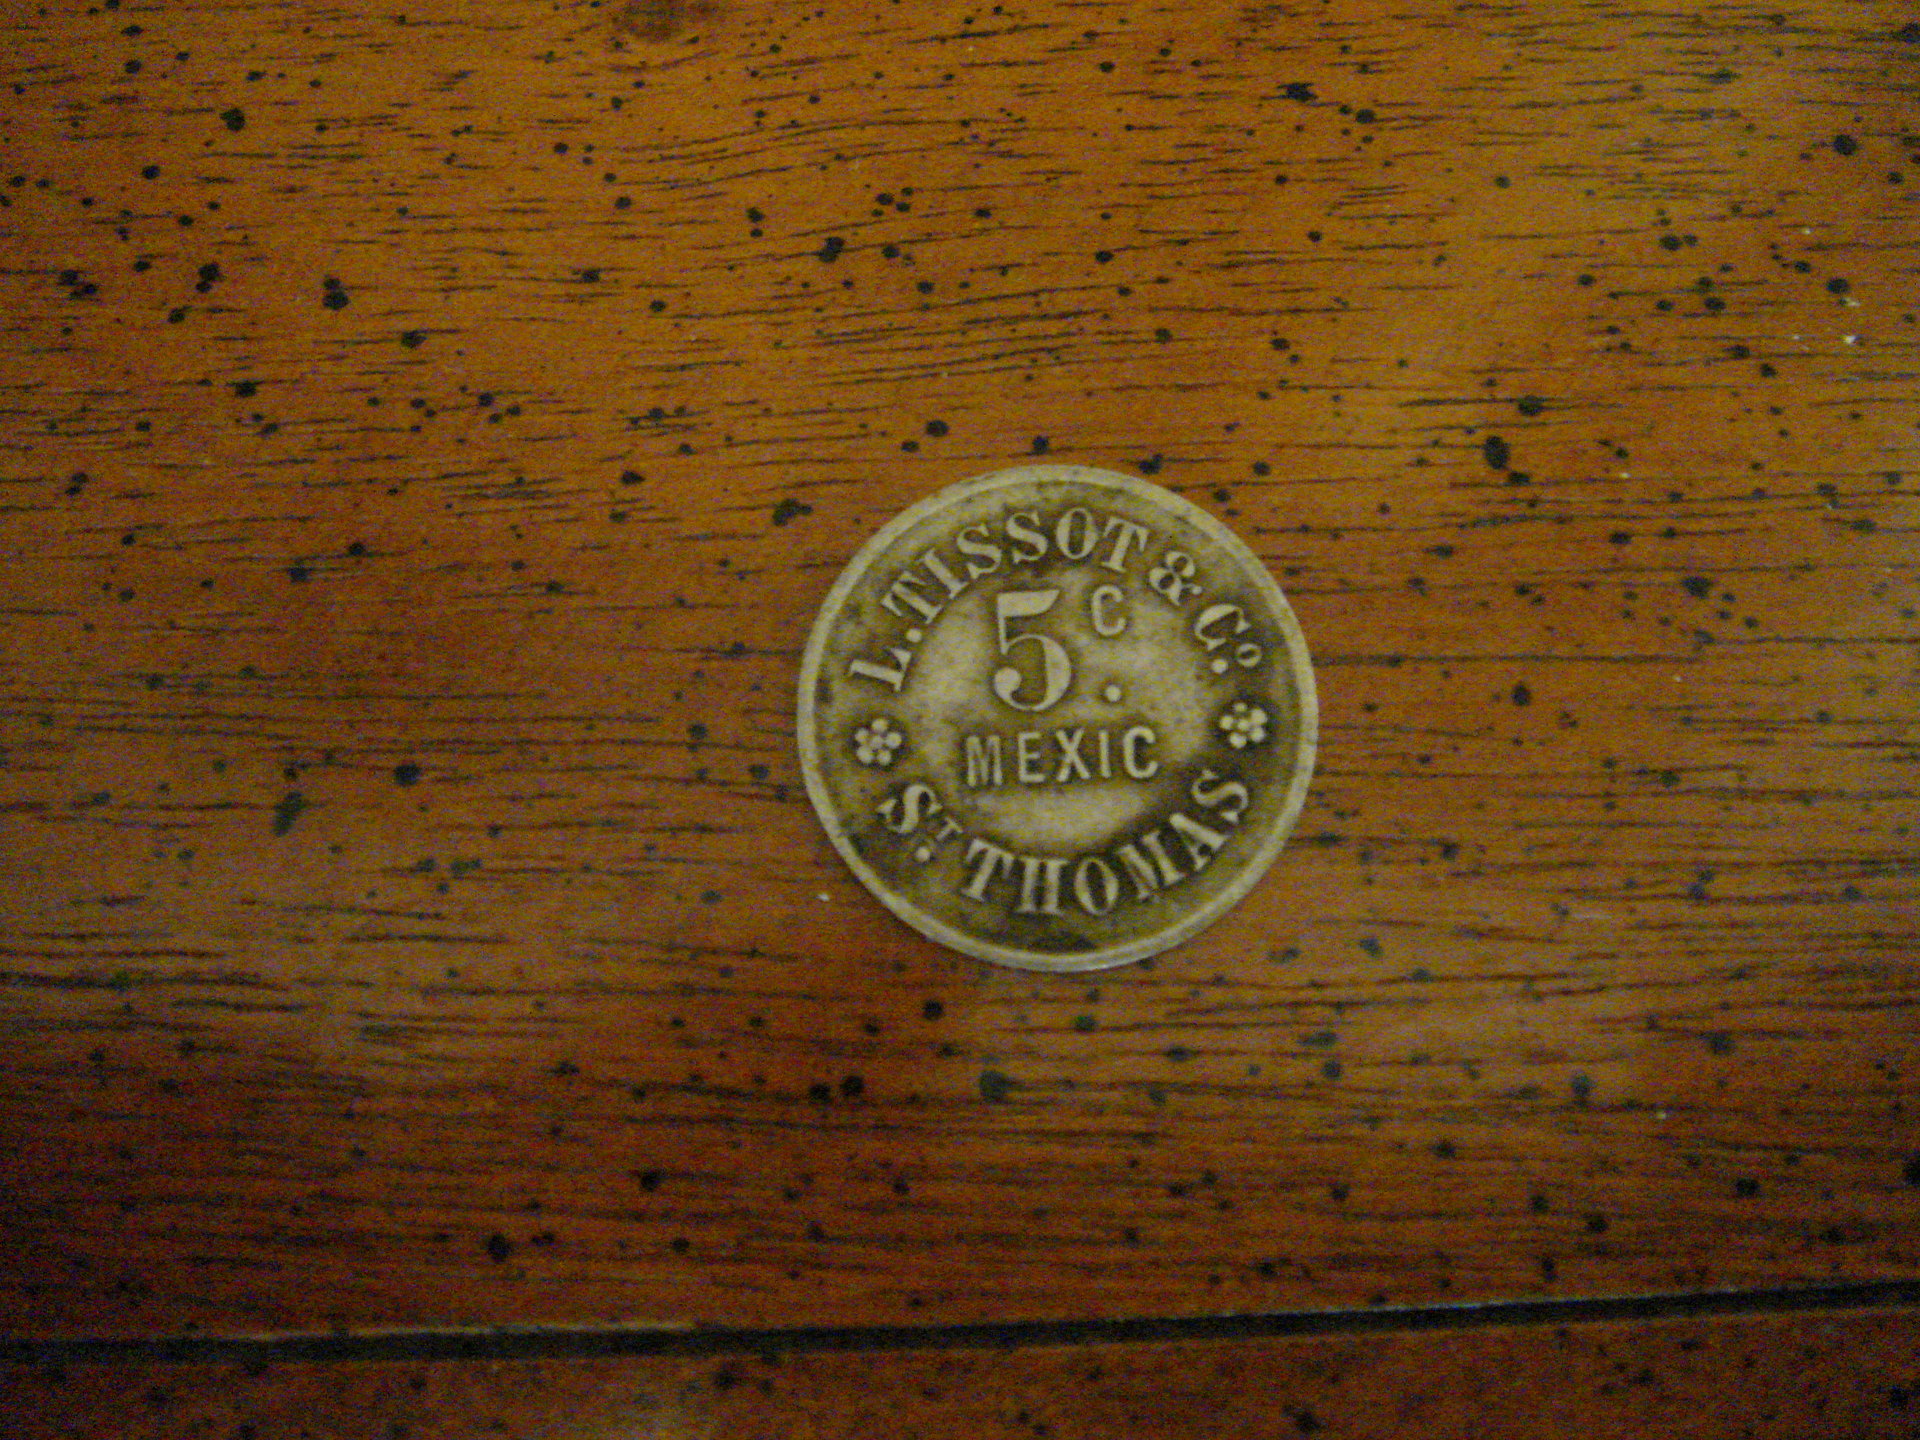 L. TISSOT & Co.
5 C.
MEXIC
ST. THOMAS